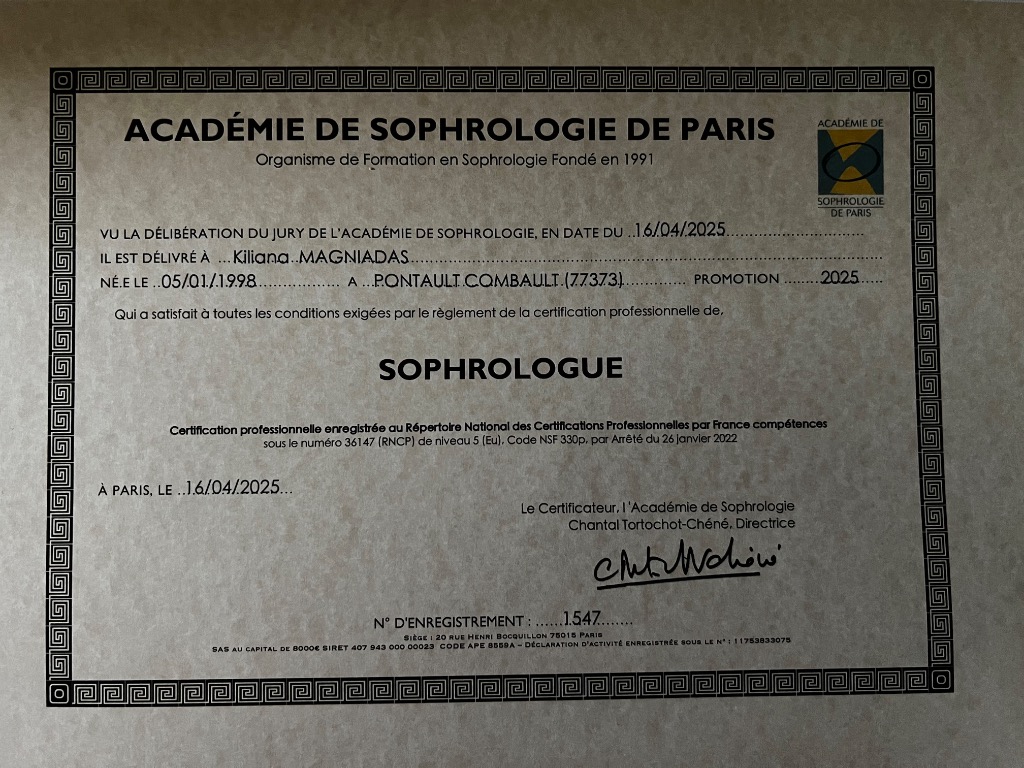 ACADÉMIE DE SOPHROLOGIE DE PARIS
Organisme de Formation en Sophrologie Fondé en 1991
ACADÉMIE DE
SOPHROLOGIE
DE PARIS
VU LA DÉLIBÉRATION DU JURY DE L'ACADÉMIE DE SOPHROLOGIE, EN DATE DU ..16/04/2025..............................
IL EST DÉLIVRÉ À ...Kiliana..MAGNIADAS..............................
NÉ.E LE ..05/01/1998.................. A ...PONTAULT COMBAULT (77373)............. PROMOTION ........2025.....
Qui a satisfait à toutes les conditions exigées par le règlement de la certification professionnelle de,
SOPHROLOGUE
Certification professionnelle enregistrée au Répertoire National des Certifications Professionnelles par France compétences
sous le numéro 36147 (RNCP) de niveau 5 (Eu). Code NSF 330p, par Arrêté du 26 janvier 2022
À PARIS, LE ..16/04/2025...
Le Certificateur, l'Académie de Sophrologie
Chantal Tortochot-Chéné, Directrice
N° D'ENREGISTREMENT : ......1547.......
SIÈGE : 20 RUE HENRI BOCQUILLON 75015 PARIS
SAS AU CAPITAL DE 8000€ SIRET 407 943 000 00023 CODE APE 8559A – DÉCLARATION D'ACTIVITÉ ENREGISTRÉE SOUS LE N° : 11753833075